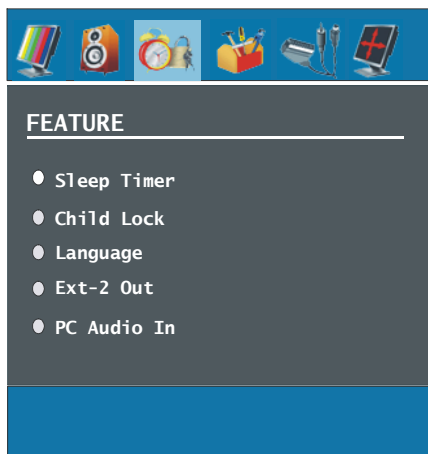 FEATURE
Sleep Timer
Child Lock
Language
Ext-2 Out
PC Audio In